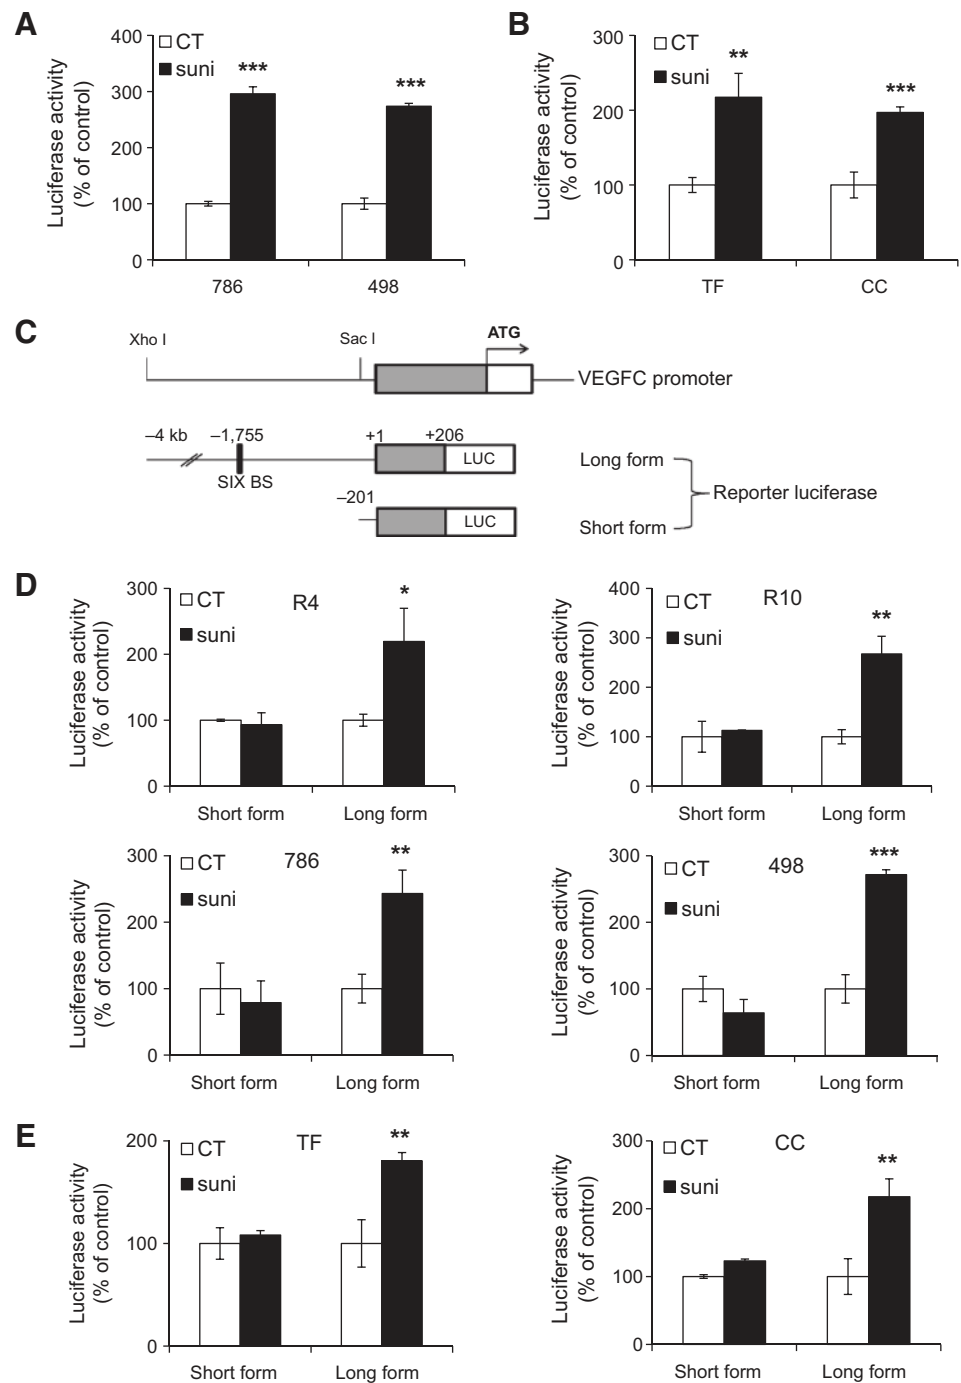 A
Luciferase activity
(% of control)
400
300
200
100
0
CT
suni
***
***
786
498
B
Luciferase activity
(% of control)
300
200
100
0
CT
suni
**
***
TF
CC
C
Xho I
Sac I
ATG
VEGFC promoter
–4 kb
–1,755
+1
+206
LUC
SIX BS
Long form
Reporter luciferase
–201
LUC
Short form
D
Luciferase activity
(% of control)
300
200
100
0
CT
suni
R4
*
Short form
Long form
Luciferase activity
(% of control)
400
300
200
100
0
CT
suni
R10
**
Short form
Long form
Luciferase activity
(% of control)
300
200
100
0
CT
suni
786
**
Short form
Long form
Luciferase activity
(% of control)
300
200
100
0
CT
suni
498
***
Short form
Long form
E
Luciferase activity
(% of control)
200
100
0
CT
suni
TF
**
Short form
Long form
Luciferase activity
(% of control)
300
200
100
0
CT
suni
CC
**
Short form
Long form